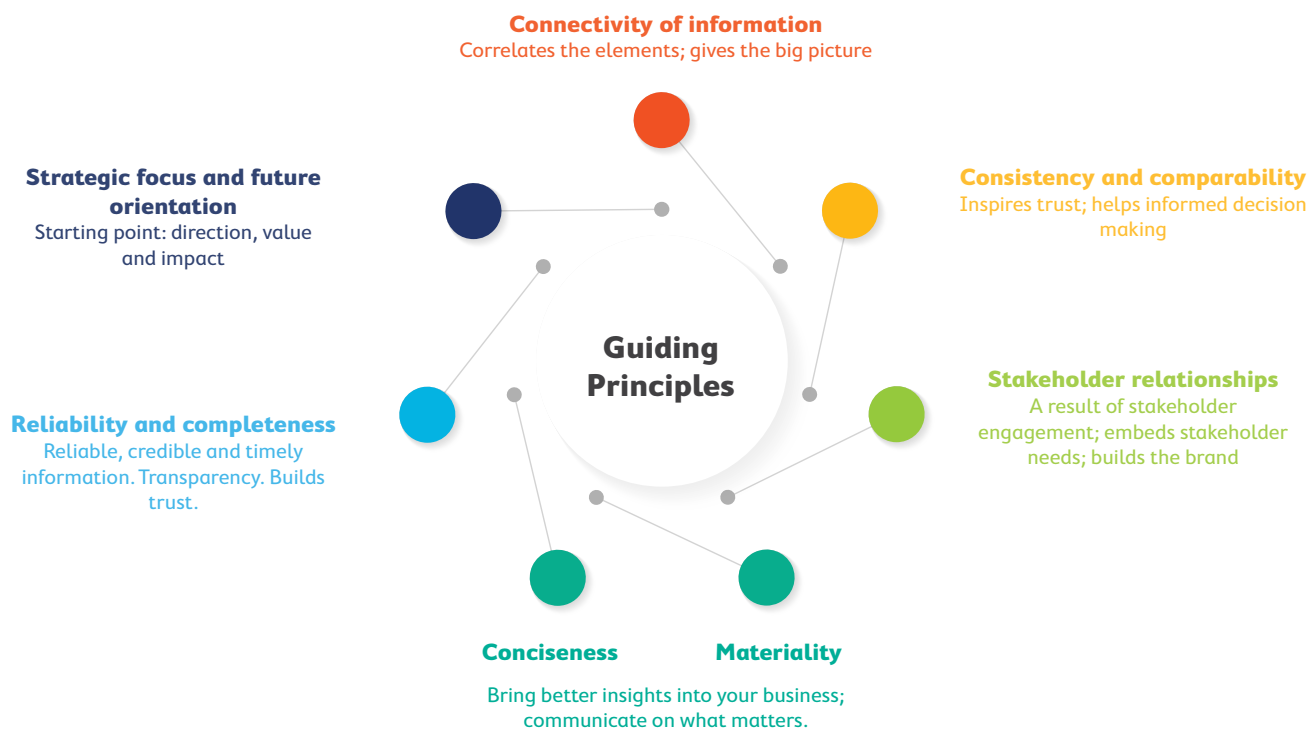 Connectivity of information
Correlates the elements; gives the big picture
Strategic focus and future
orientation
Starting point: direction, value
and impact
Consistency and comparability
Inspires trust; helps informed decision
making
Guiding
Principles
Stakeholder relationships
A result of stakeholder
engagement; embeds stakeholder
needs; builds the brand
Reliability and completeness
Reliable, credible and timely
information. Transparency. Builds
trust.
Conciseness
Materiality
Bring better insights into your business;
communicate on what matters.